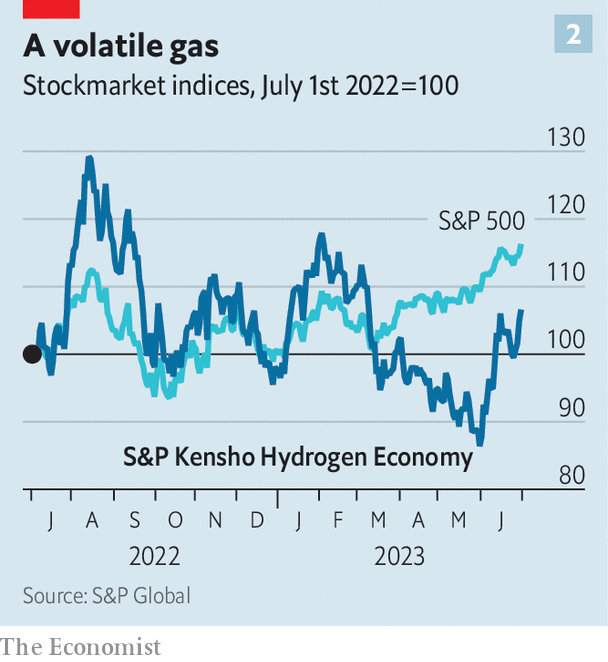 A volatile gas
2
Stockmarket indices, July 1st 2022=100
130
120
S&P 500
110
100
90
S&P Kensho Hydrogen Economy
80
J A S O N D J F M A M J
2022 2023
Source: S&P Global
The Economist